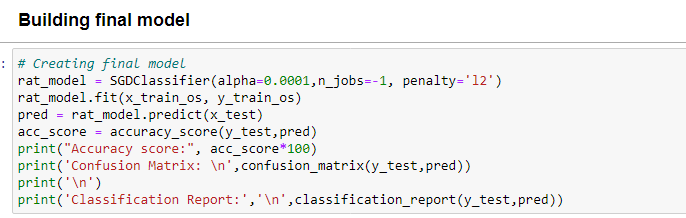 Building final model
: # Creating final model
rat_model = SGDClassifier(alpha=0.0001,n_jobs=-1, penalty='l2')
rat_model.fit(x_train_os, y_train_os)
pred = rat_model.predict(x_test)
acc_score = accuracy_score(y_test,pred)
print("Accuracy score:", acc_score*100)
print('Confusion Matrix: \n',confusion_matrix(y_test,pred))
print('\n')
print('Classification Report:','\n',classification_report(y_test,pred))